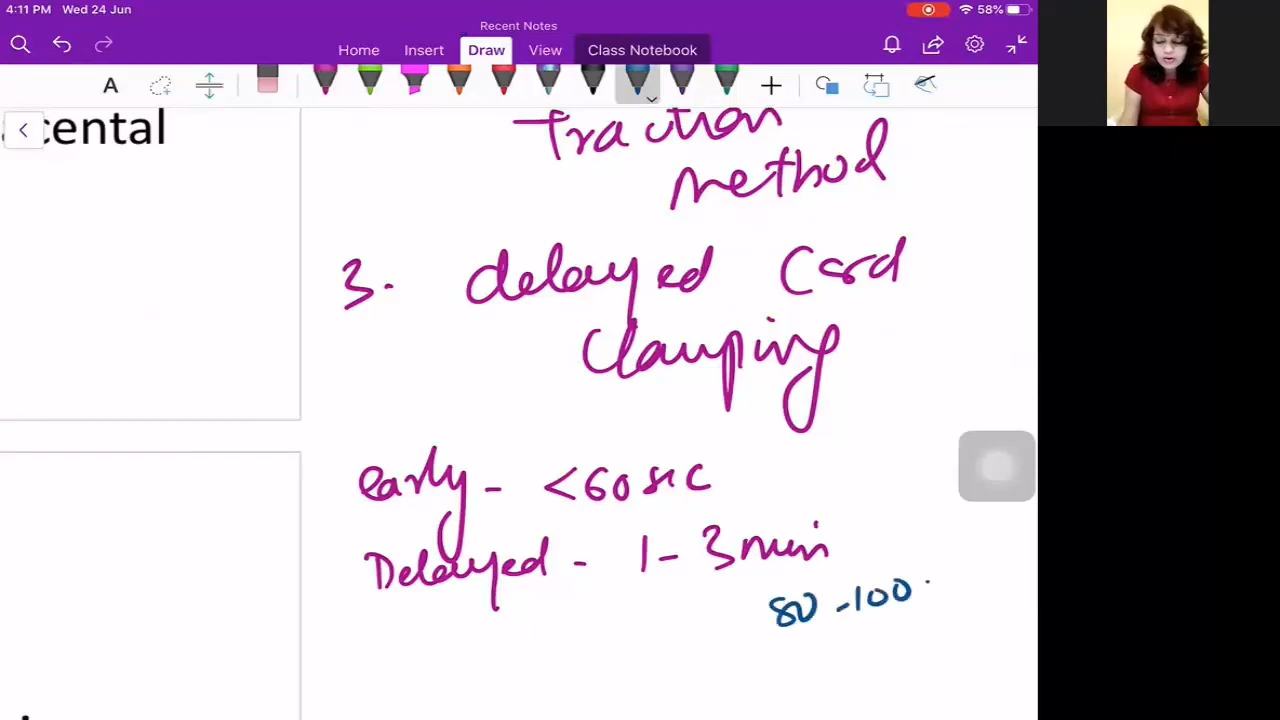 4:11 PM Wed 24 Jun
58%
Recent Notes
Home Insert Draw View Class Notebook
A
cental
Traction
method
3. delayed Cord
Clamping
early - <60 sec
Delayed - 1-3 min
80-100